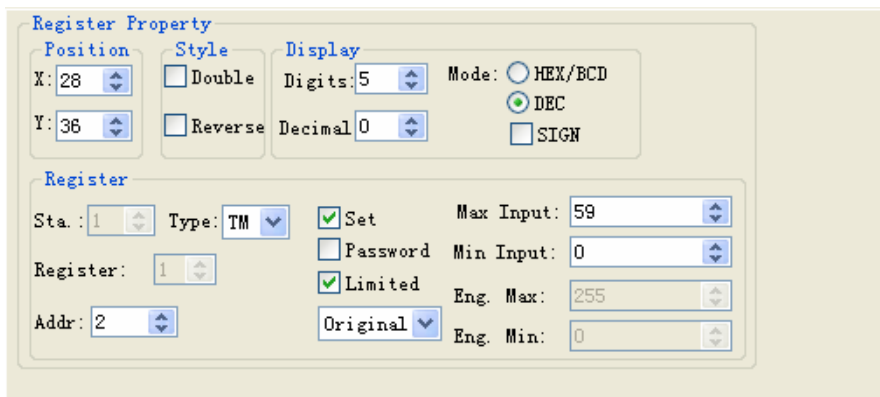 Register Property
Position Style Display
X: 28 Double Digits: 5 Mode: HEX/BCD
DEC
Y: 36 Reverse Decimal 0 SIGN
Register
Sta.: 1 Type: TM Set Max Input: 59
Password Min Input: 0
Register: 1 Limited Eng. Max: 255
Addr: 2 Original Eng. Min: 0